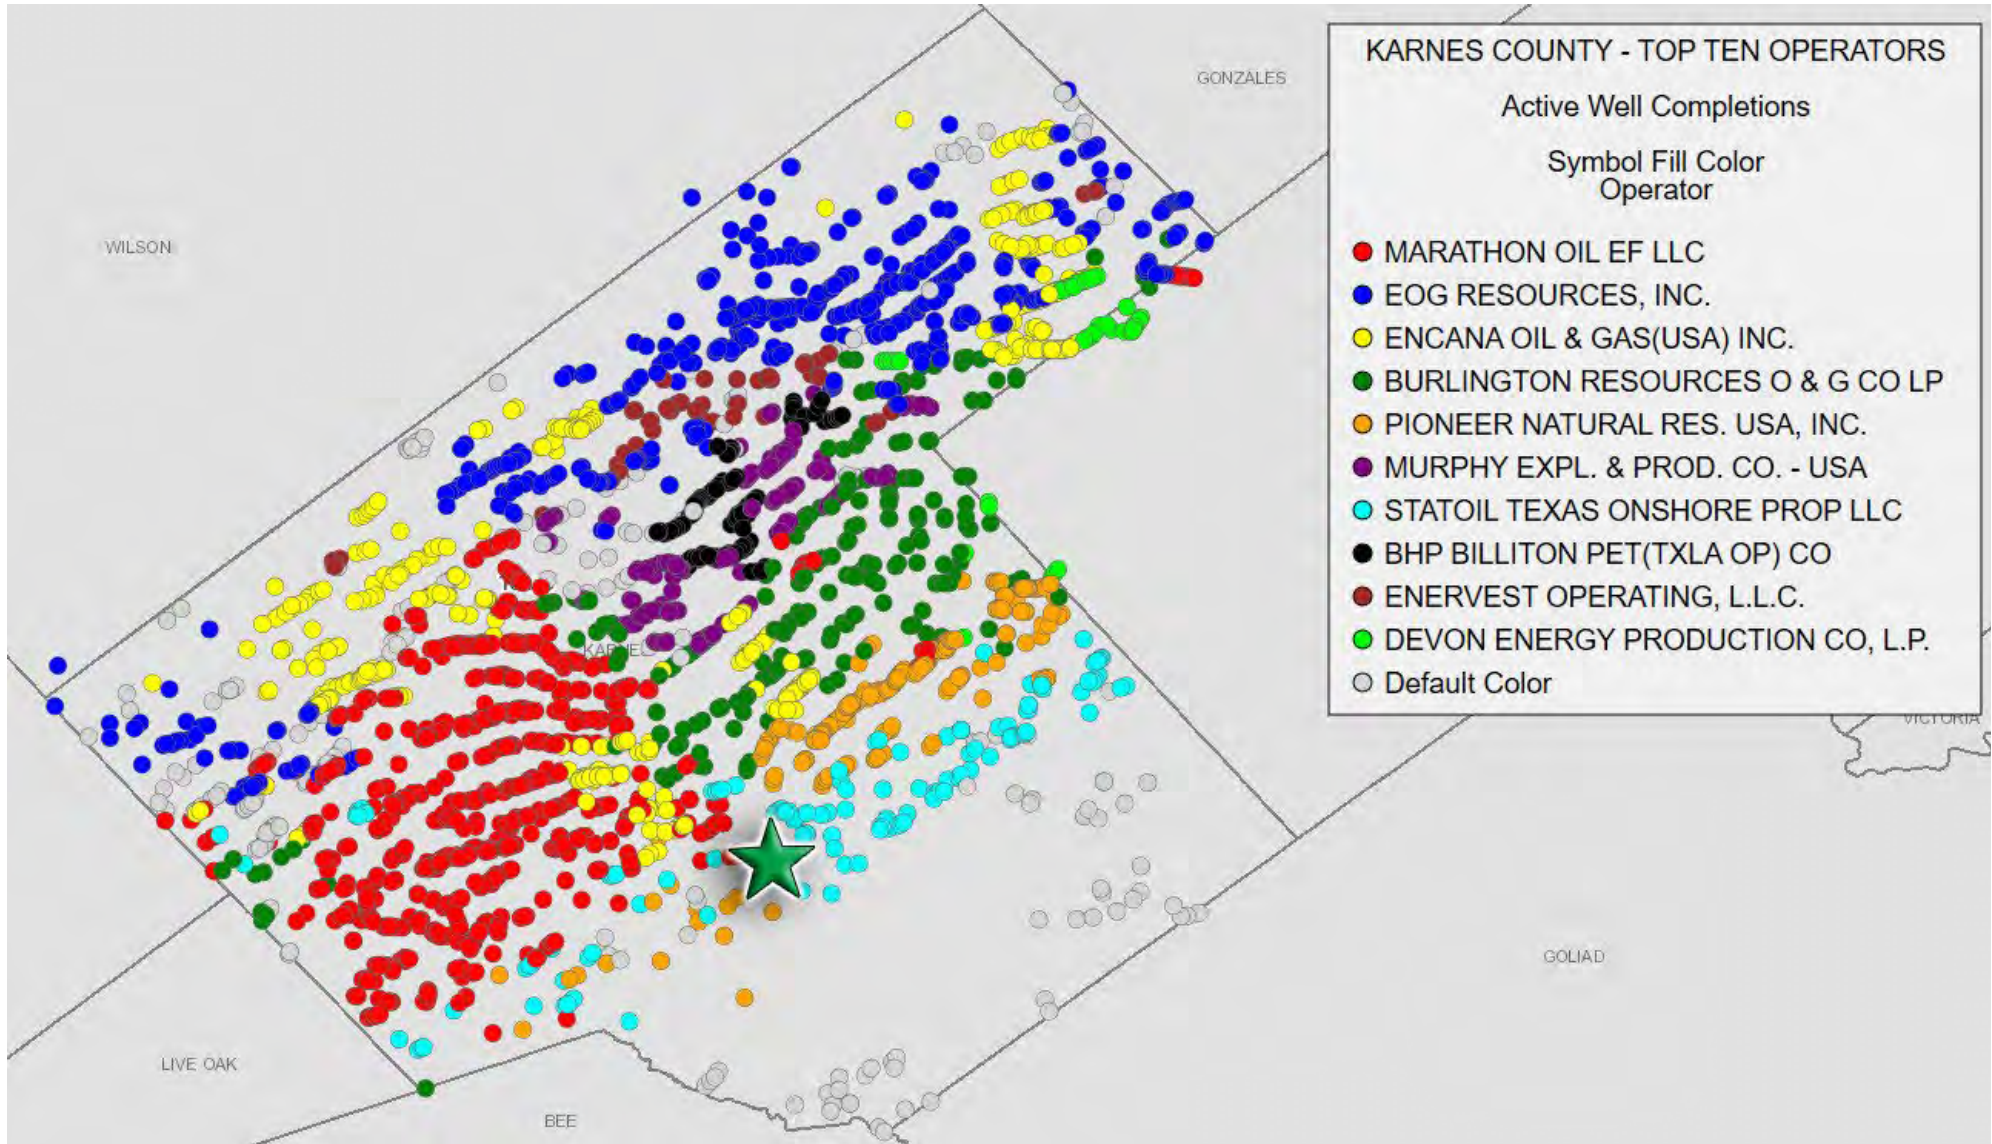 KARNES COUNTY - TOP TEN OPERATORS
Active Well Completions
Symbol Fill Color
Operator
MARATHON OIL EF LLC
EOG RESOURCES, INC.
ENCANA OIL & GAS(USA) INC.
BURLINGTON RESOURCES O & G CO LP
PIONEER NATURAL RES. USA, INC.
MURPHY EXPL. & PROD. CO. - USA
STATOIL TEXAS ONSHORE PROP LLC
BHP BILLITON PET(TXLA OP) CO
ENERVEST OPERATING, L.L.C.
DEVON ENERGY PRODUCTION CO, L.P.
Default Color
GONZALES
WILSON
KARNES
VICTORIA
GOLIAD
LIVE OAK
BEE